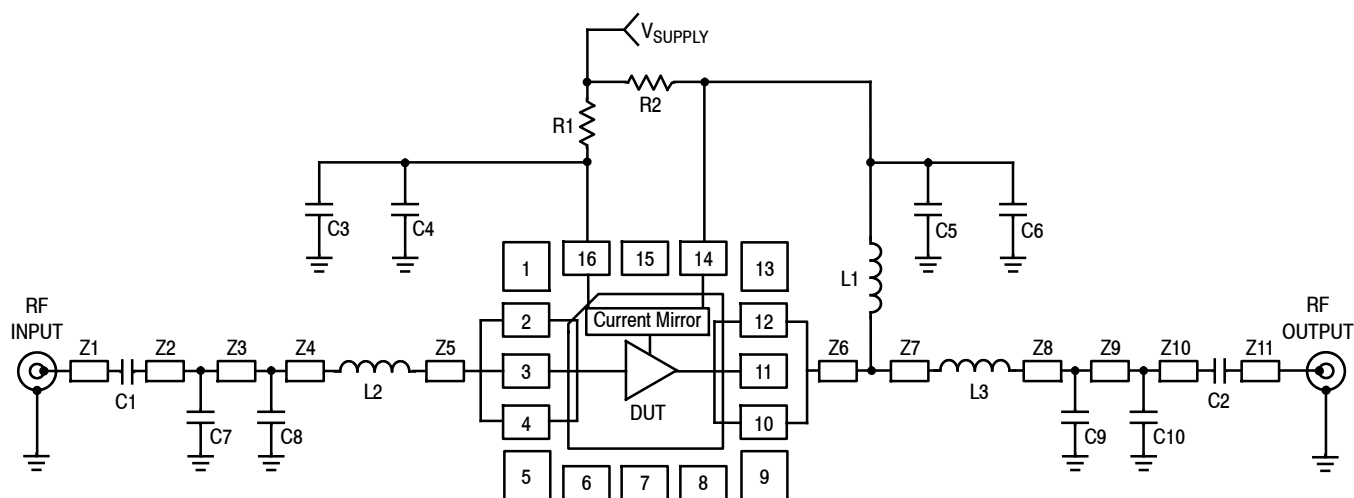 VSUPPLY
R2
R1
C3
C4
C5
C6
L1
1
16
15
14
13
RF
INPUT
2
Current Mirror
12
RF
OUTPUT
Z1
Z2
Z3
Z4
Z5
3
11
Z6
Z7
Z8
Z9
Z10
Z11
C1
L2
L3
C2
DUT
4
10
C7
C8
C9
C10
5
6
7
8
9